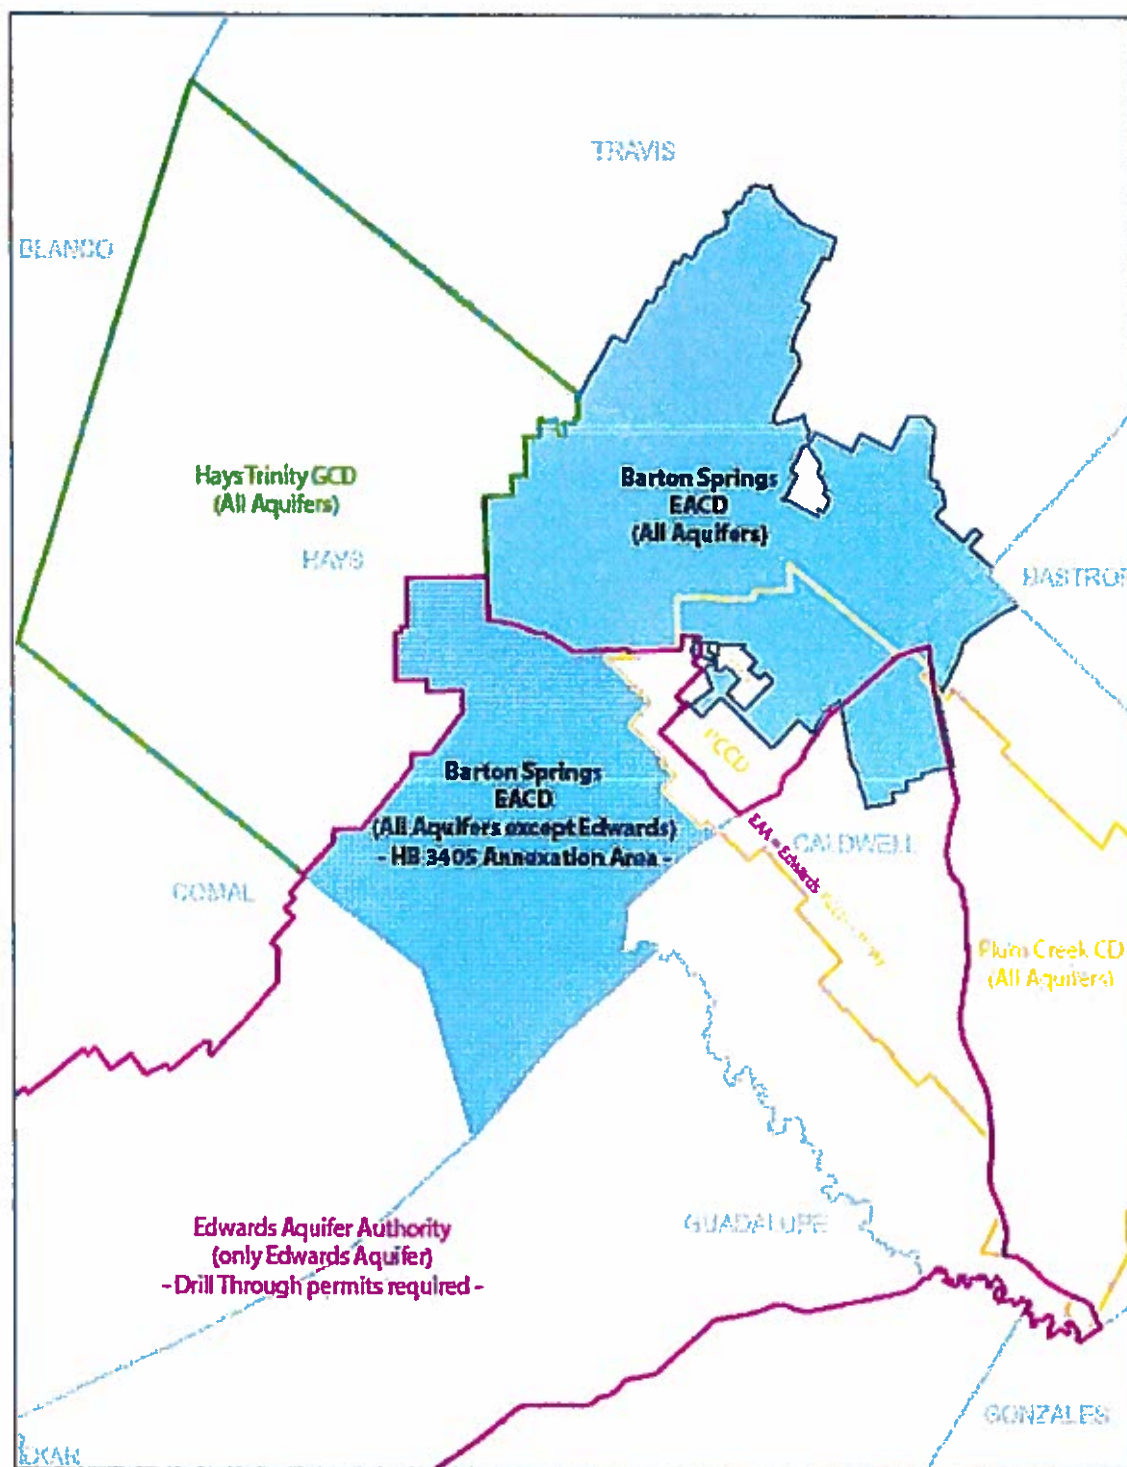 TRAVIS
BLANCO
Hays Trinity GCD
(All Aquifers)
Barton Springs
EACD
(All Aquifers)
HAYS
BASTROP
PCCD
Barton Springs
EACD
(All Aquifers except Edwards)
- HB 3405 Annexation Area -
EAA - Edwards
CALDWELL
COMAL
Plum Creek CD
(All Aquifers)
Edwards Aquifer Authority
(only Edwards Aquifer)
- Drill Through permits required -
GUADALUPE
GONZALES